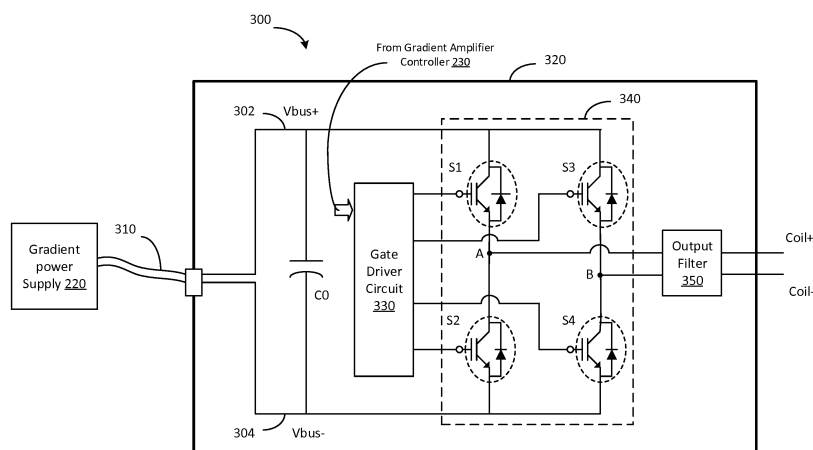 300
From Gradient Amplifier
Controller 230
320
302
Vbus+
340
S1
S3
310
Gradient
power
Supply 220
C0
Gate
Driver
Circuit
330
A
B
Output
Filter
350
Coil+
Coil-
S2
S4
304
Vbus-